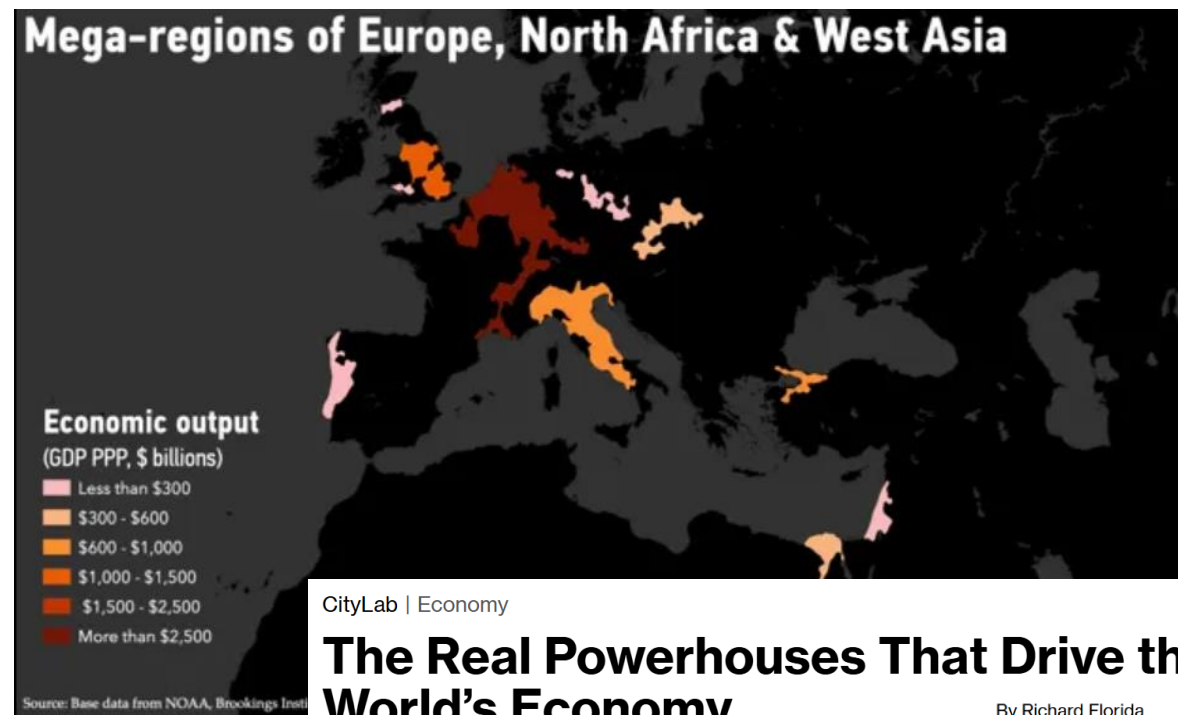 Mega-regions of Europe, North Africa & West Asia
Economic output
(GDP PPP, $ billions)
Less than $300
$300 - $600
$600 - $1,000
$1,000 - $1,500
$1,500 - $2,500
More than $2,500
Source: Base data from NOAA, Brookings Insti
CityLab | Economy
The Real Powerhouses That Drive th
World's Economy
By Richard Florida